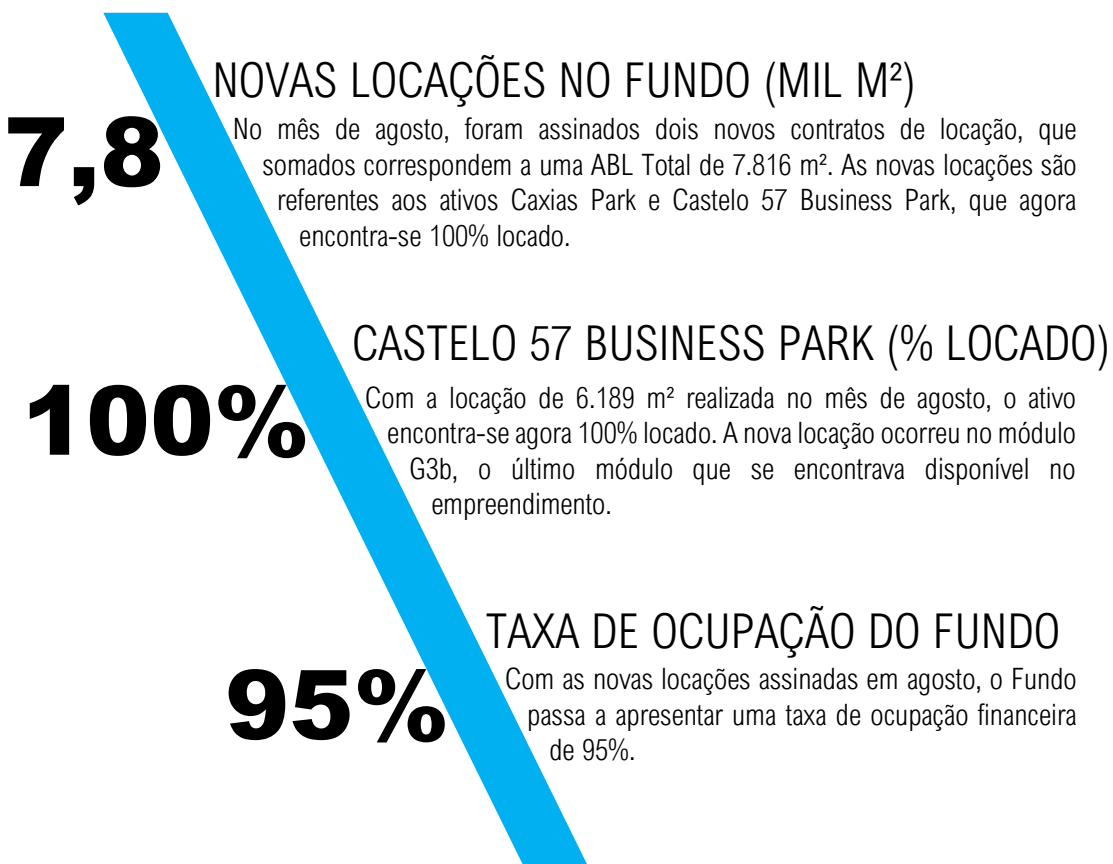 NOVAS LOCAÇÕES NO FUNDO (MIL M²)
7,8
No mês de agosto, foram assinados dois novos contratos de locação, que
somados correspondem a uma ABL Total de 7.816 m². As novas locações são
referentes aos ativos Caxias Park e Castelo 57 Business Park, que agora
encontra-se 100% locado.
CASTELO 57 BUSINESS PARK (% LOCADO)
100%
Com a locação de 6.189 m² realizada no mês de agosto, o ativo
encontra-se agora 100% locado. A nova locação ocorreu no módulo
G3b, o último módulo que se encontrava disponível no
empreendimento.
TAXA DE OCUPAÇÃO DO FUNDO
95%
Com as novas locações assinadas em agosto, o Fundo
passa a apresentar uma taxa de ocupação financeira
de 95%.